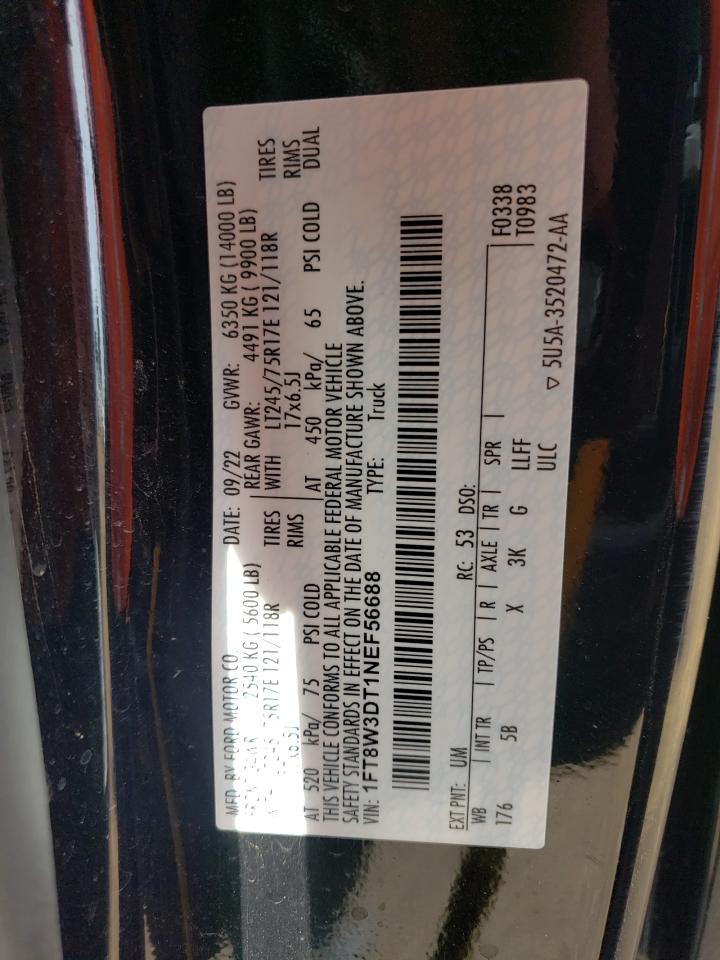 MFD. BY FORD MOTOR CO. DATE: 09/22 GVWR: 6350 KG (14000 LB)
FRONT GAWR: 2540 KG ( 5600 LB) REAR GAWR: 4491 KG ( 9900 LB)
75R17E 121/118R TIRES WITH LT245/75R17E 121/118R TIRES
x6.5J RIMS 17x6.5J RIMS
AT 520 kPa/ 75 PSI COLD AT 450 kPa/ 65 PSI COLD DUAL
THIS VEHICLE CONFORMS TO ALL APPLICABLE FEDERAL MOTOR VEHICLE
SAFETY STANDARDS IN EFFECT ON THE DATE OF MANUFACTURE SHOWN ABOVE.
VIN: 1FT8W3DT1NEF56688 TYPE: Truck
EXT PNT: UM RC: 53 DSO:
WB | INT TR | TP/PS | R | AXLE | TR | SPR | F0338
176 5B X 3K G LLFF T0983
ULC ▽ 5U5A-3520472-AA